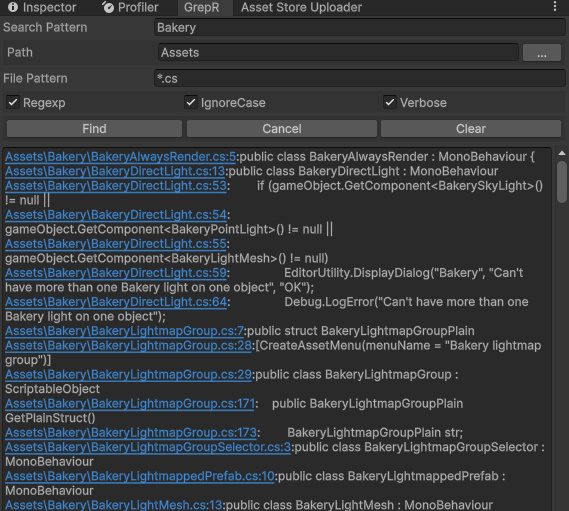 Inspector Profiler GrepR Asset Store Uploader
Search Pattern Bakery
Path Assets ...
File Pattern *.cs
Regexp IgnoreCase Verbose
Find Cancel Clear
Assets\Bakery\BakeryAlwaysRender.cs:5:public class BakeryAlwaysRender : MonoBehaviour {
Assets\Bakery\BakeryDirectLight.cs:13:public class BakeryDirectLight : MonoBehaviour
Assets\Bakery\BakeryDirectLight.cs:53: if (gameObject.GetComponent<BakerySkyLight>()
!= null ||
Assets\Bakery\BakeryDirectLight.cs:54:
gameObject.GetComponent<BakeryPointLight>() != null ||
Assets\Bakery\BakeryDirectLight.cs:55:
gameObject.GetComponent<BakeryLightMesh>() != null)
Assets\Bakery\BakeryDirectLight.cs:59: EditorUtility.DisplayDialog("Bakery", "Can't
have more than one Bakery light on one object", "OK");
Assets\Bakery\BakeryDirectLight.cs:64: Debug.LogError("Can't have more than one
Bakery light on one object");
Assets\Bakery\BakeryLightmapGroup.cs:7:public struct BakeryLightmapGroupPlain
Assets\Bakery\BakeryLightmapGroup.cs:28:[CreateAssetMenu(menuName = "Bakery lightmap
group")]
Assets\Bakery\BakeryLightmapGroup.cs:29:public class BakeryLightmapGroup :
ScriptableObject
Assets\Bakery\BakeryLightmapGroup.cs:171: public BakeryLightmapGroupPlain
GetPlainStruct()
Assets\Bakery\BakeryLightmapGroup.cs:173: BakeryLightmapGroupPlain str;
Assets\Bakery\BakeryLightmapGroupSelector.cs:3:public class BakeryLightmapGroupSelector :
MonoBehaviour
Assets\Bakery\BakeryLightmappedPrefab.cs:10:public class BakeryLightmappedPrefab :
MonoBehaviour
Assets\Bakery\BakeryLightMesh.cs:13:public class BakeryLightMesh : MonoBehaviour